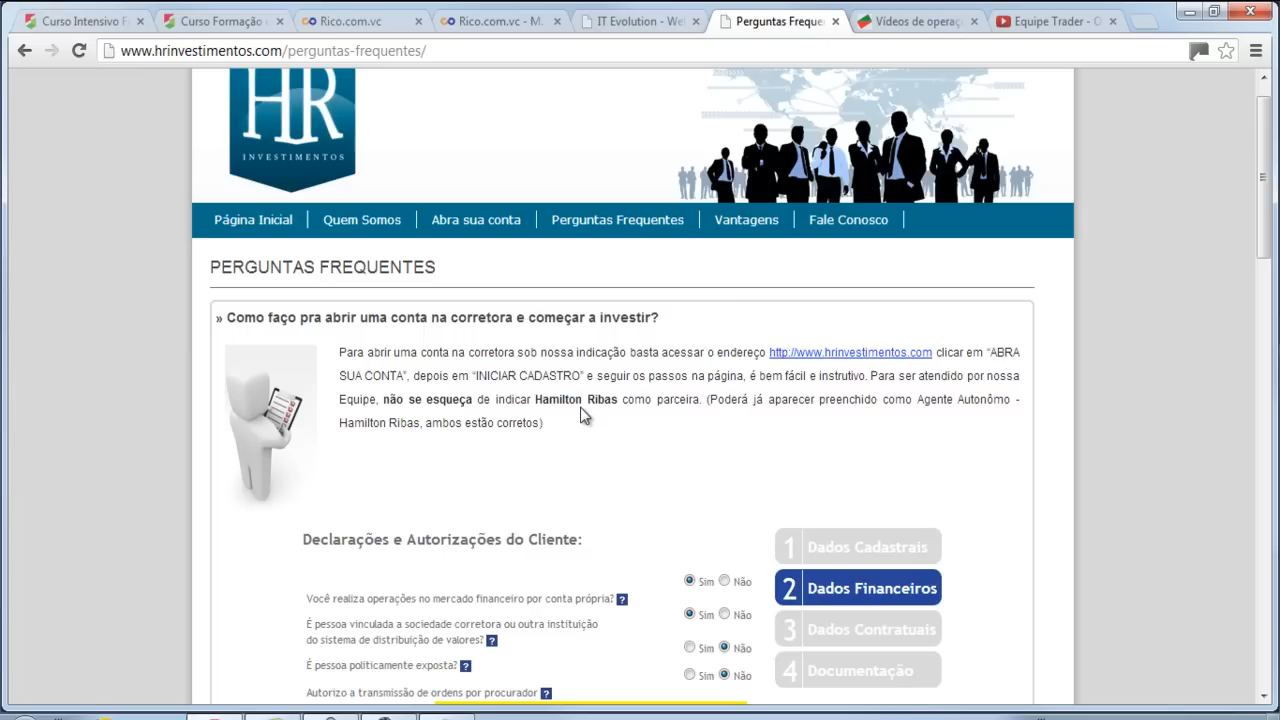 Curso Intensivo F
Curso Formação
Rico.com.vc
Rico.com.vc - M
IT Evolution - We
Perguntas Freque
Vídeos de opera
Equipe Trader - 
www.hrinvestimentos.com/perguntas-frequentes/
HR
INVESTIMENTOS
Página Inicial
Quem Somos
Abra sua conta
Perguntas Frequentes
Vantagens
Fale Conosco
PERGUNTAS FREQUENTES
» Como faço pra abrir uma conta na corretora e começar a investir?
Para abrir uma conta na corretora sob nossa indicação basta acessar o endereço http://www.hrinvestimentos.com clicar em “ABRA
SUA CONTA”, depois em “INICIAR CADASTRO” e seguir os passos na página, é bem fácil e instrutivo. Para ser atendido por nossa
Equipe, não se esqueça de indicar Hamilton Ribas como parceira. (Poderá já aparecer preenchido como Agente Autonômo -
Hamilton Ribas, ambos estão corretos)
Declarações e Autorizações do Cliente:
Você realiza operações no mercado financeiro por conta própria? ?
Sim Não
É pessoa vinculada a sociedade corretora ou outra instituição
do sistema de distribuição de valores? ?
Sim Não
É pessoa politicamente exposta? ?
Sim Não
Autorizo a transmissão de ordens por procurador ?
Sim Não
1 Dados Cadastrais
2 Dados Financeiros
3 Dados Contratuais
4 Documentação